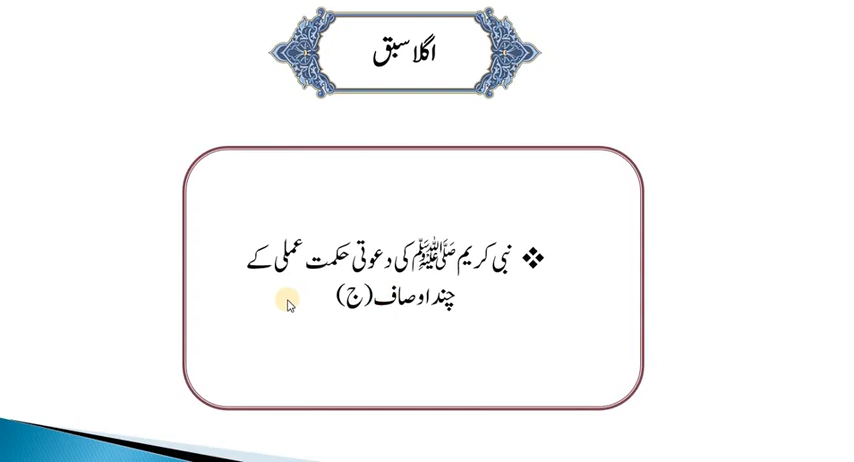 اگلا سبق
❖ نبی کریم ﷺ کی دعوتی حکمت عملی کے
چند اوصاف (ج)